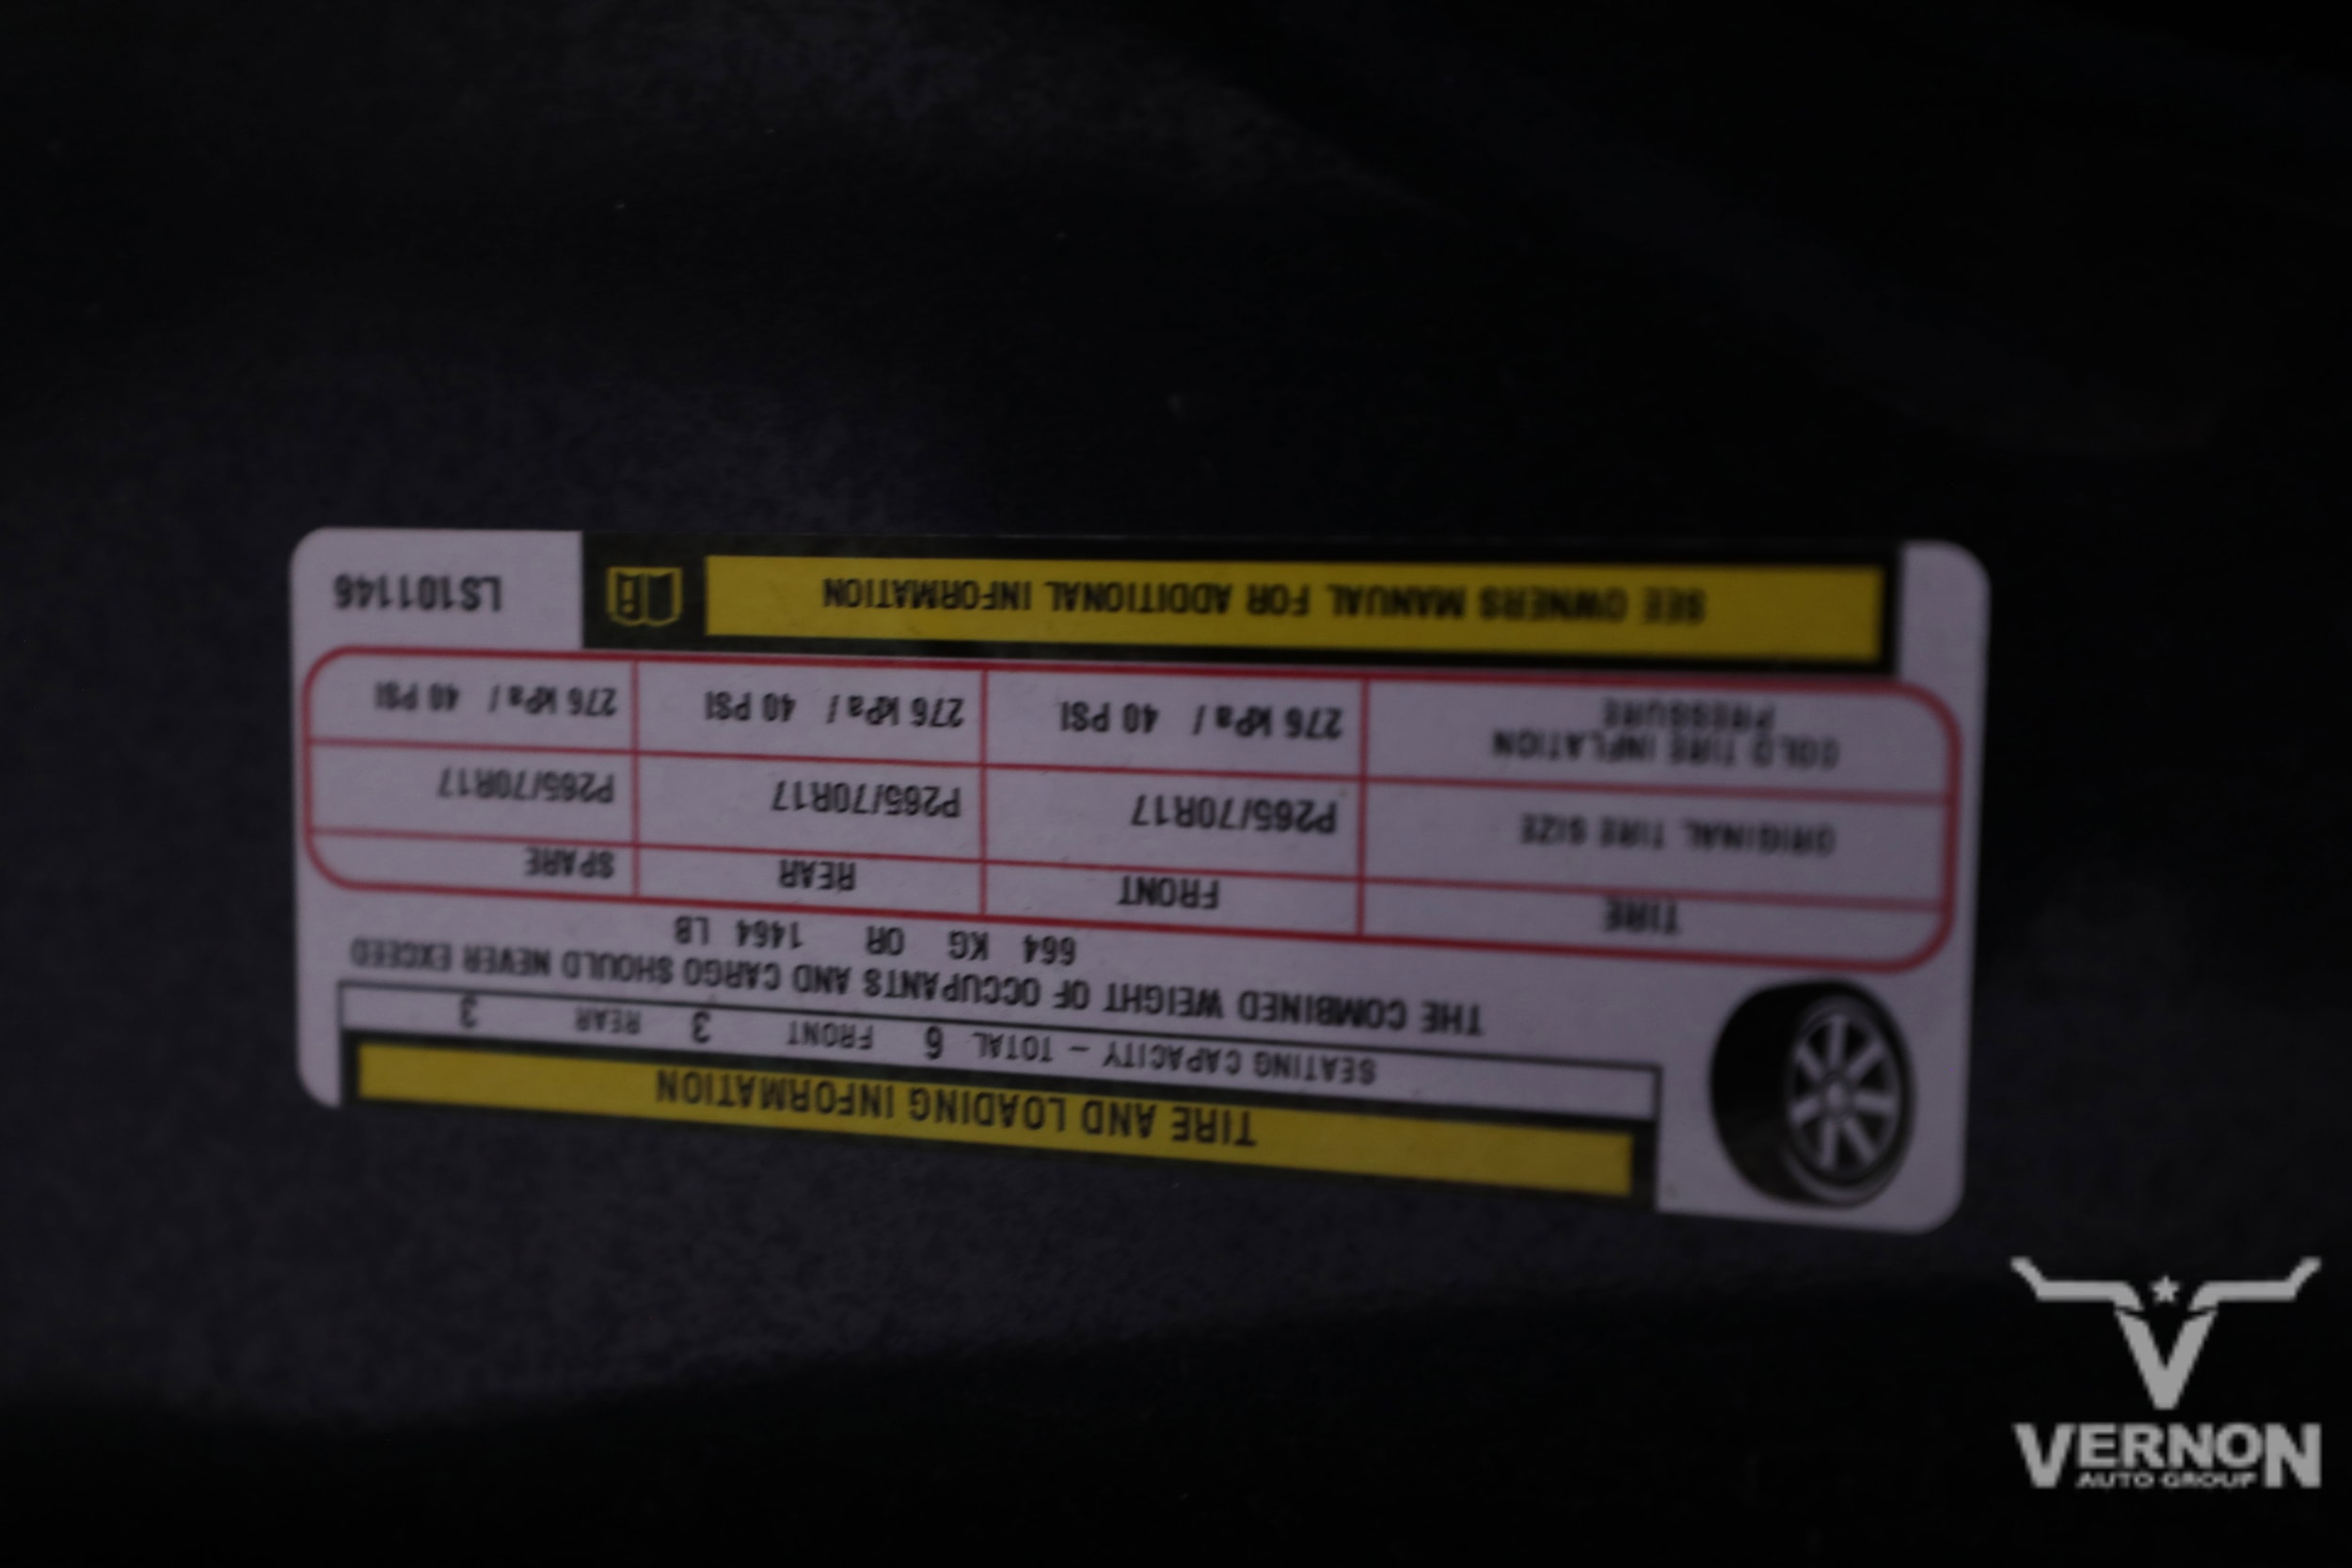 TIRE AND LOADING INFORMATION
SEATING CAPACITY – TOTAL 6 FRONT 3 REAR 3
THE COMBINED WEIGHT OF OCCUPANTS AND CARGO SHOULD NEVER EXCEED
664 KG OR 1464 LB
TIRE FRONT REAR SPARE
ORIGINAL TIRE SIZE P265/70R17 P265/70R17 P265/70R17
COLD TIRE INFLATION
PRESSURE 276 kPa / 40 PSI 276 kPa / 40 PSI 276 kPa / 40 PSI
SEE OWNERS MANUAL FOR ADDITIONAL INFORMATION LS101146
VERNON
AUTO GROUP